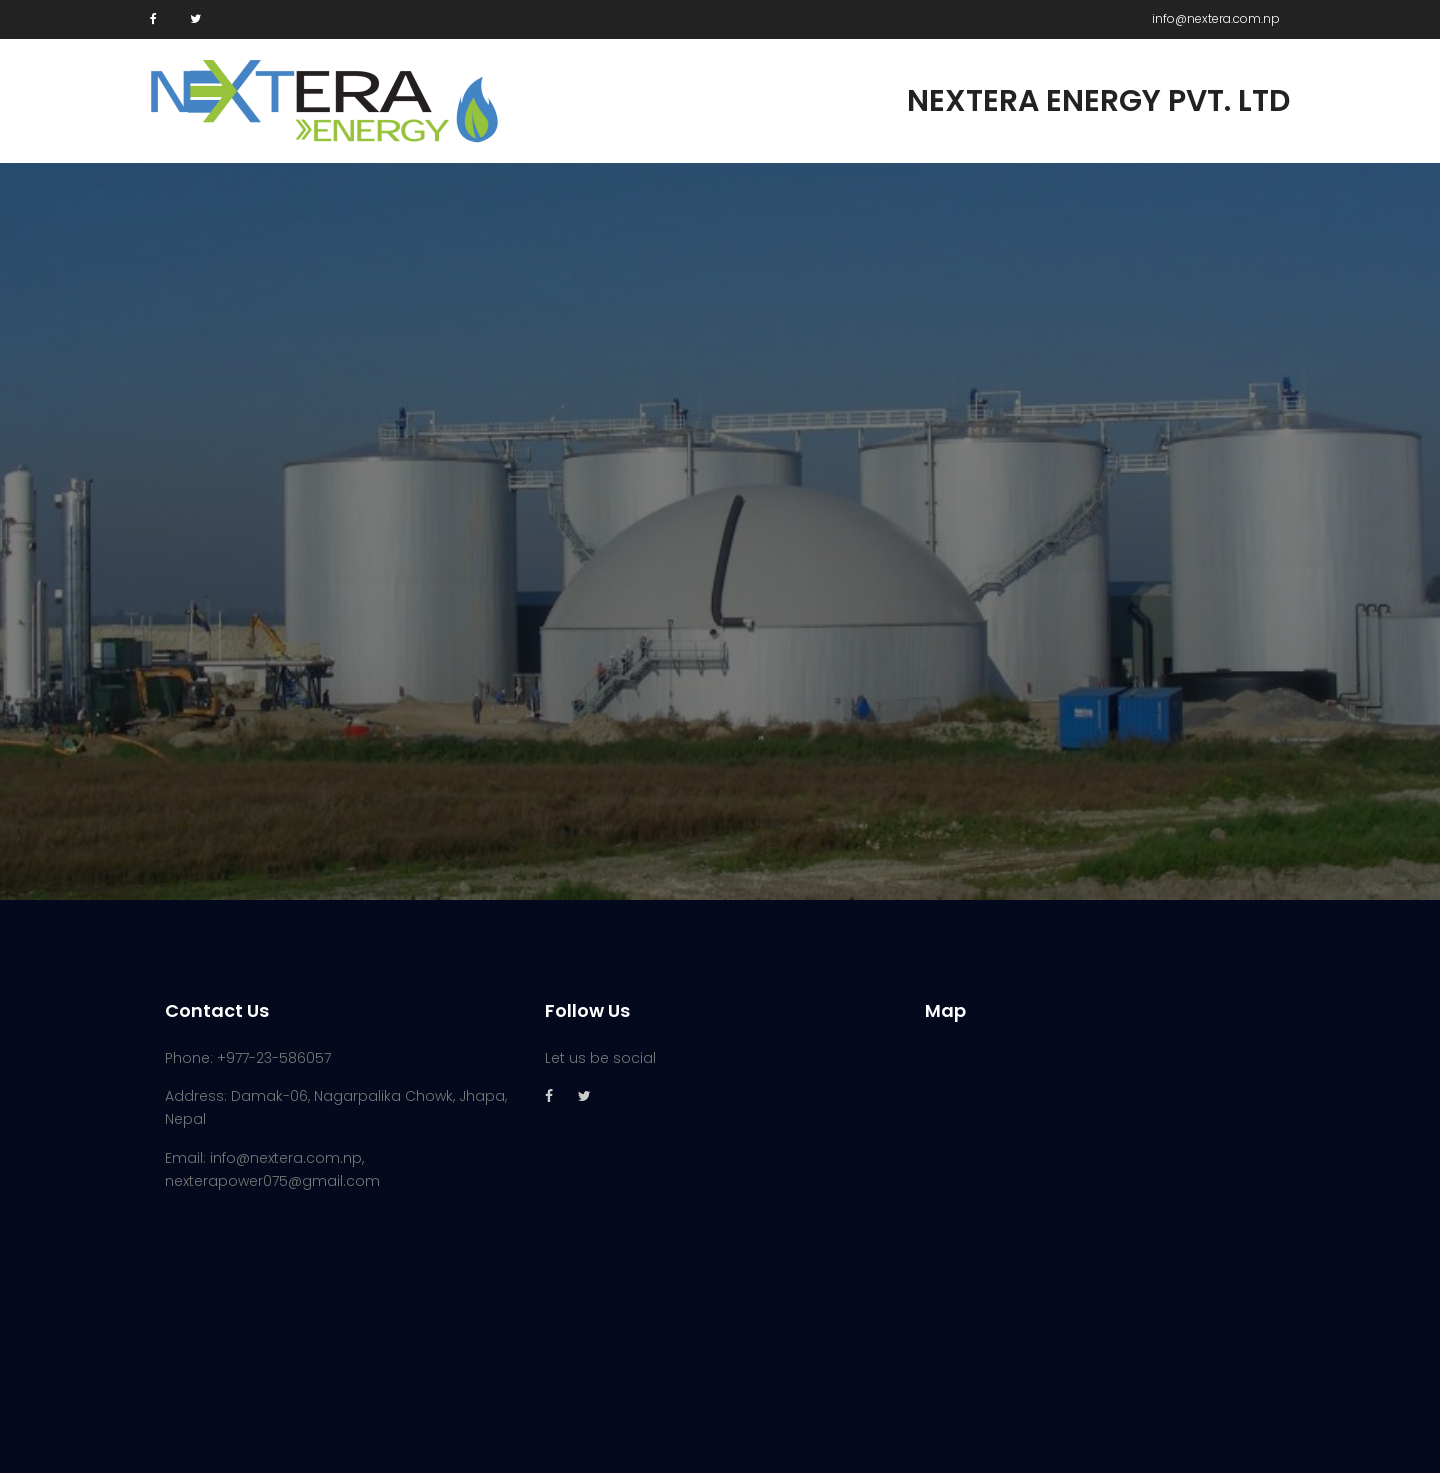 info@nextera.com.np
NEXTERA
ENERGY
NEXTERA ENERGY PVT. LTD
Contact Us
Phone: +977-23-586057
Address: Damak-06, Nagarpalika Chowk, Jhapa,
Nepal
Email: info@nextera.com.np,
nexterapower075@gmail.com
Follow Us
Let us be social
Map